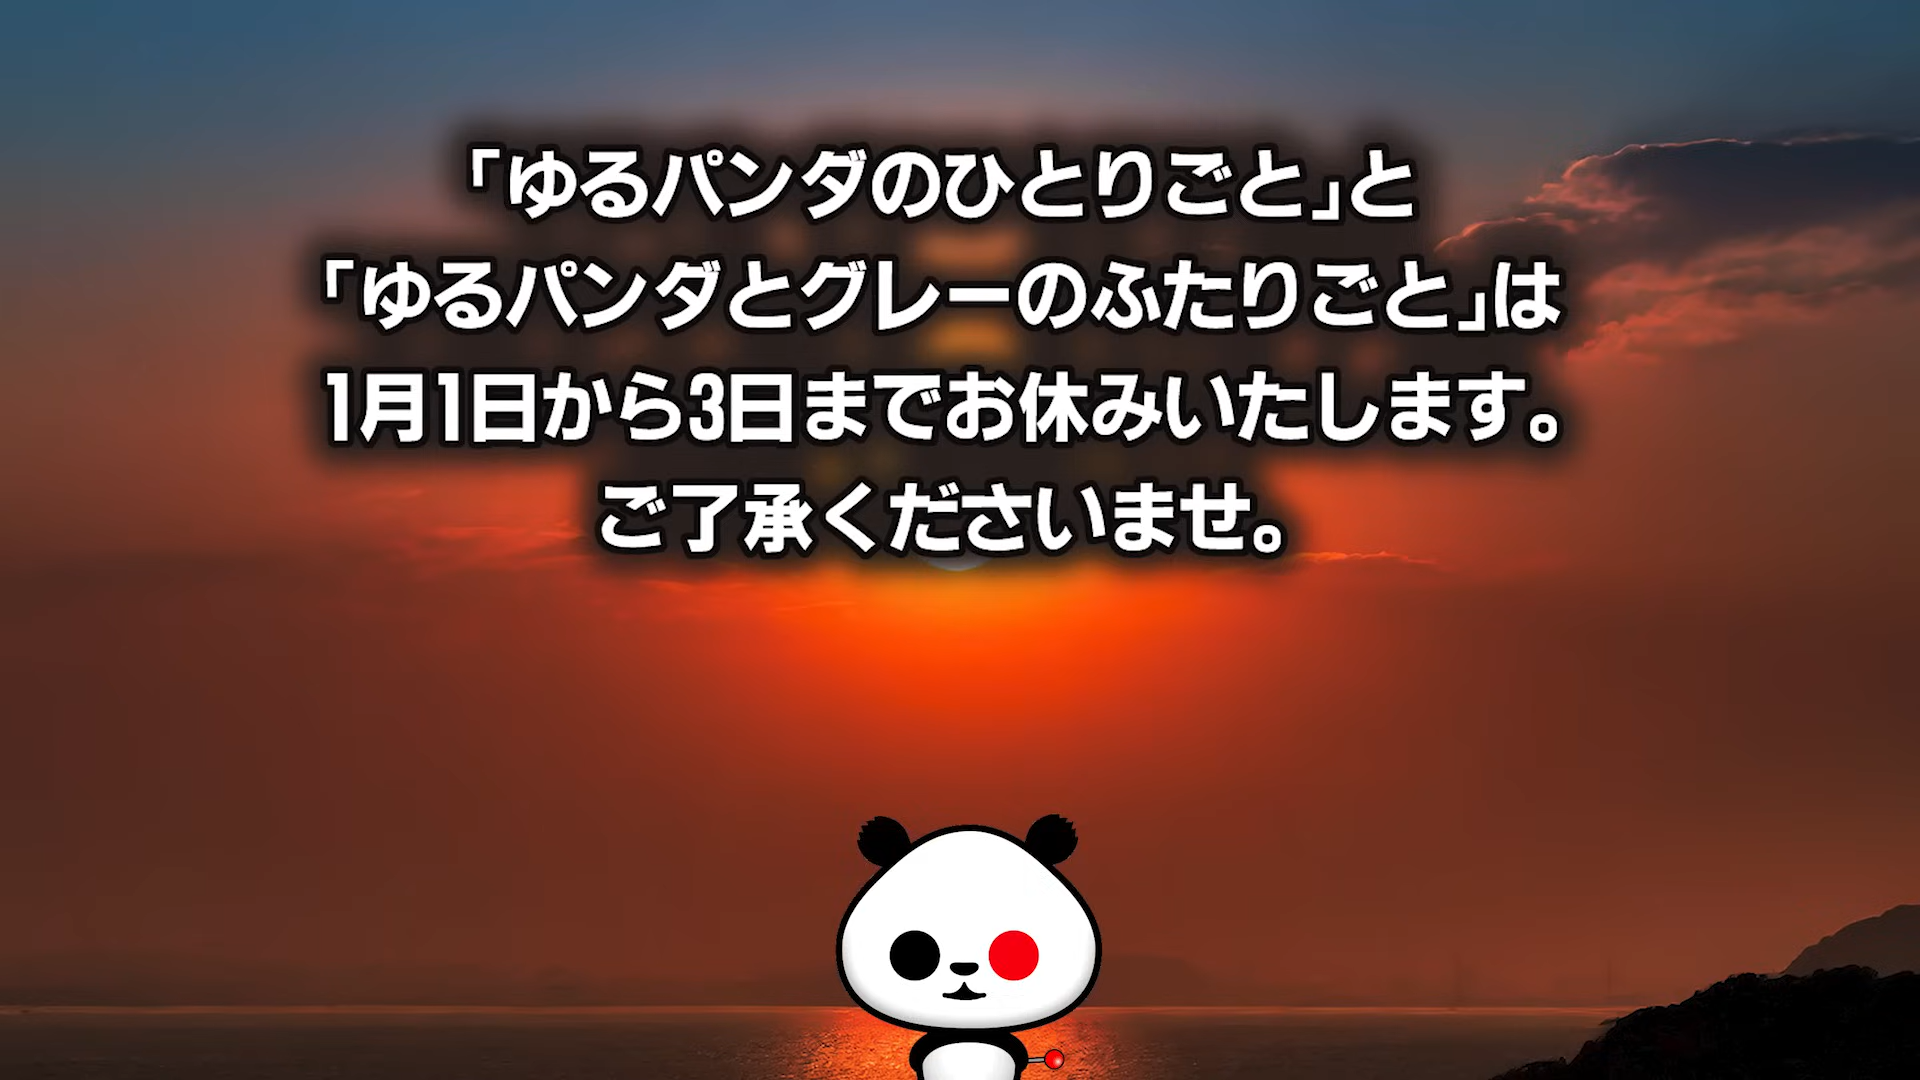 「ゆるパンダのひとりごと」と
「ゆるパンダとグレーのふたりごと」は
1月1日から3日までお休みいたします。
ご了承くださいませ。